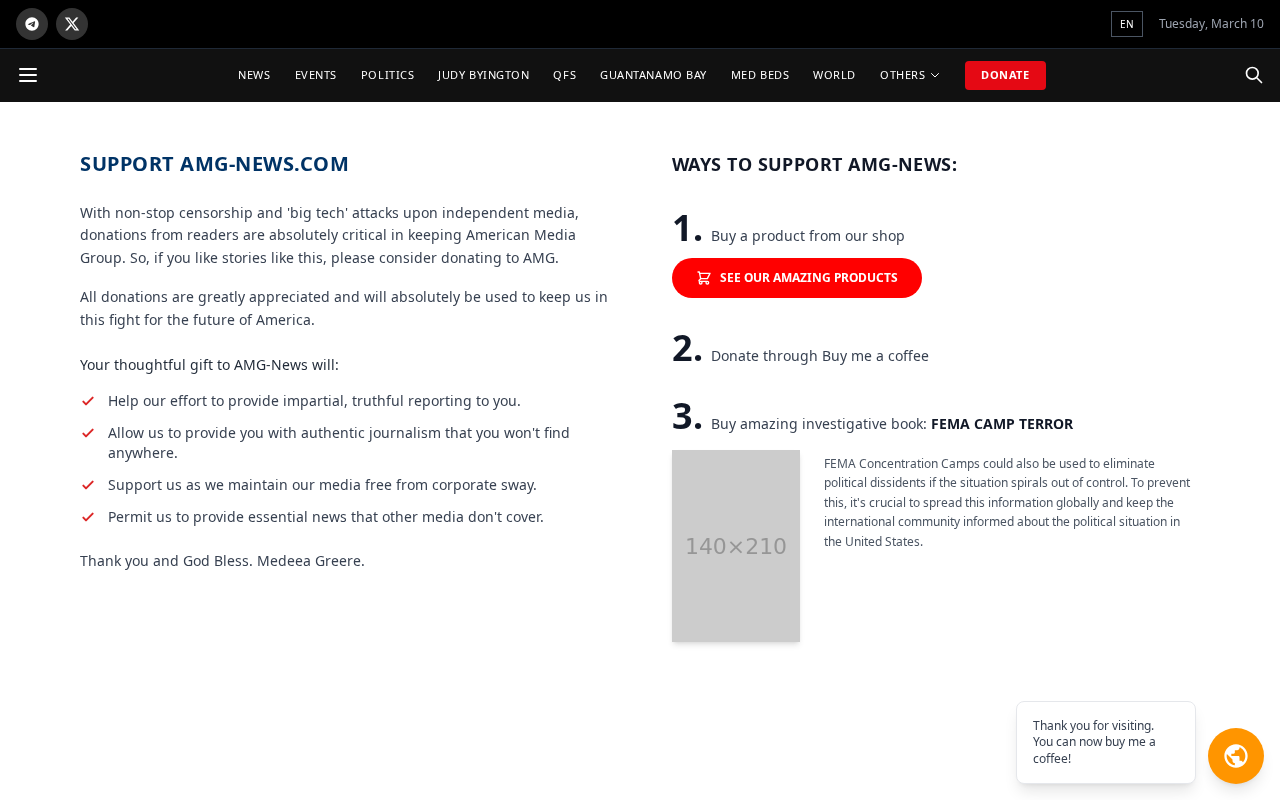 EN
Tuesday, March 10
NEWS EVENTS POLITICS JUDY BYINGTON QFS GUANTANAMO BAY MED BEDS WORLD OTHERS DONATE
SUPPORT AMG-NEWS.COM
With non-stop censorship and 'big tech' attacks upon independent media,
donations from readers are absolutely critical in keeping American Media
Group. So, if you like stories like this, please consider donating to AMG.
All donations are greatly appreciated and will absolutely be used to keep us in
this fight for the future of America.
Your thoughtful gift to AMG-News will:
Help our effort to provide impartial, truthful reporting to you.
Allow us to provide you with authentic journalism that you won't find
anywhere.
Support us as we maintain our media free from corporate sway.
Permit us to provide essential news that other media don't cover.
Thank you and God Bless. Medeea Greere.
WAYS TO SUPPORT AMG-NEWS:
1. Buy a product from our shop
SEE OUR AMAZING PRODUCTS
2. Donate through Buy me a coffee
3. Buy amazing investigative book: FEMA CAMP TERROR
140×210
FEMA Concentration Camps could also be used to eliminate
political dissidents if the situation spirals out of control. To prevent
this, it's crucial to spread this information globally and keep the
international community informed about the political situation in
the United States.
Thank you for visiting.
You can now buy me a
coffee!